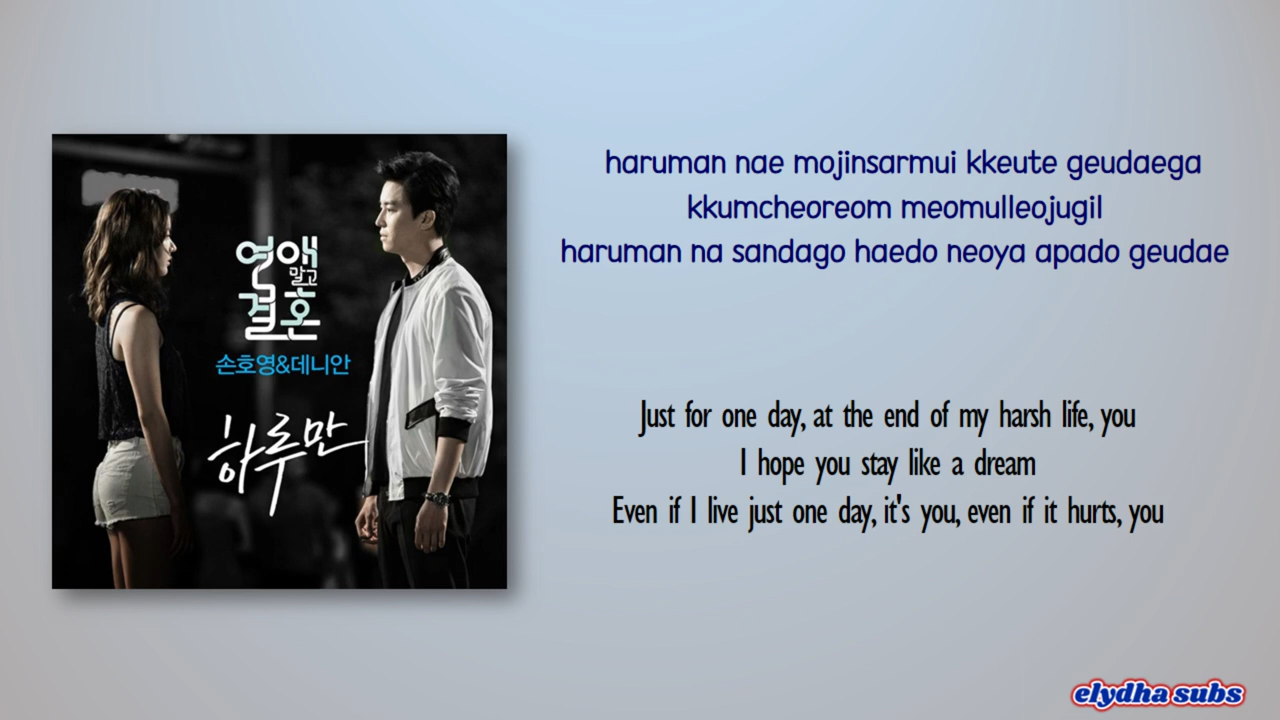 연애
말고
결혼
손호영&데니안
하루만
haruman nae mojinsarmui kkeute geudaega
kkumcheoreom meomulleojugil
haruman na sandago haedo neoya apado geudae
Just for one day, at the end of my harsh life, you
I hope you stay like a dream
Even if I live just one day, it's you, even if it hurts, you
elydha subs